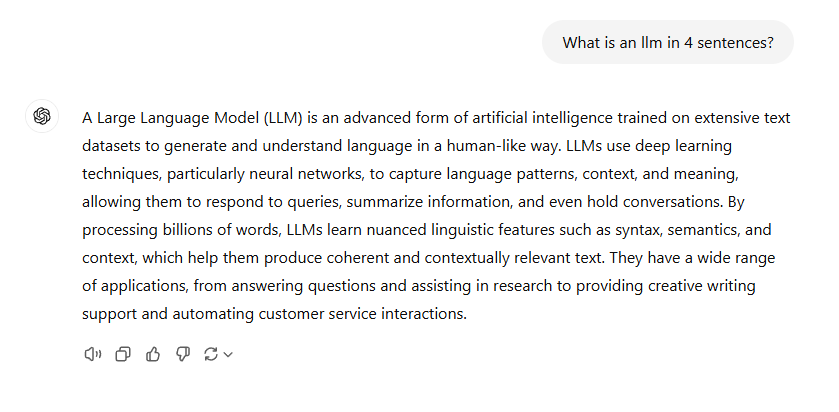 What is an llm in 4 sentences?
A Large Language Model (LLM) is an advanced form of artificial intelligence trained on extensive text
datasets to generate and understand language in a human-like way. LLMs use deep learning
techniques, particularly neural networks, to capture language patterns, context, and meaning,
allowing them to respond to queries, summarize information, and even hold conversations. By
processing billions of words, LLMs learn nuanced linguistic features such as syntax, semantics, and
context, which help them produce coherent and contextually relevant text. They have a wide range
of applications, from answering questions and assisting in research to providing creative writing
support and automating customer service interactions.